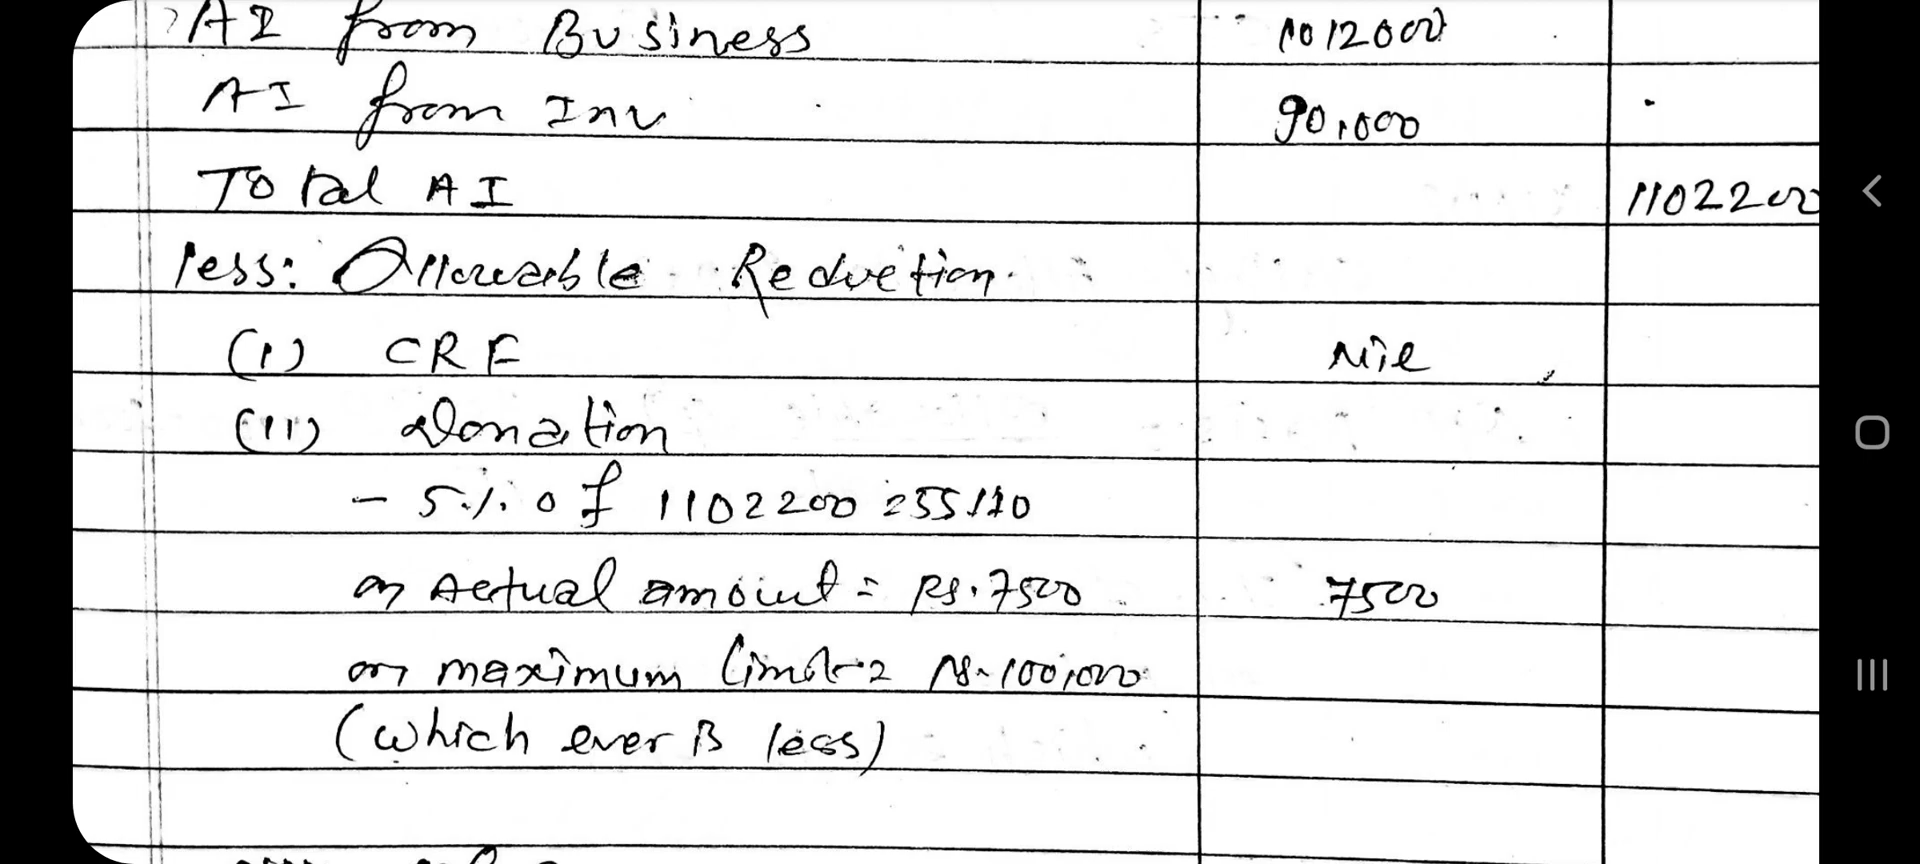 AI from Business 1012000
AI from Inv 90,000
Total AI 1102200
less: Allowable Reduction
(i) CRF Nil
(ii) Donation
- 5% of 1102200 = 55110
or Actual amount = Rs. 7500 7500
or maximum limit = Rs. 100,000
(which ever is less)